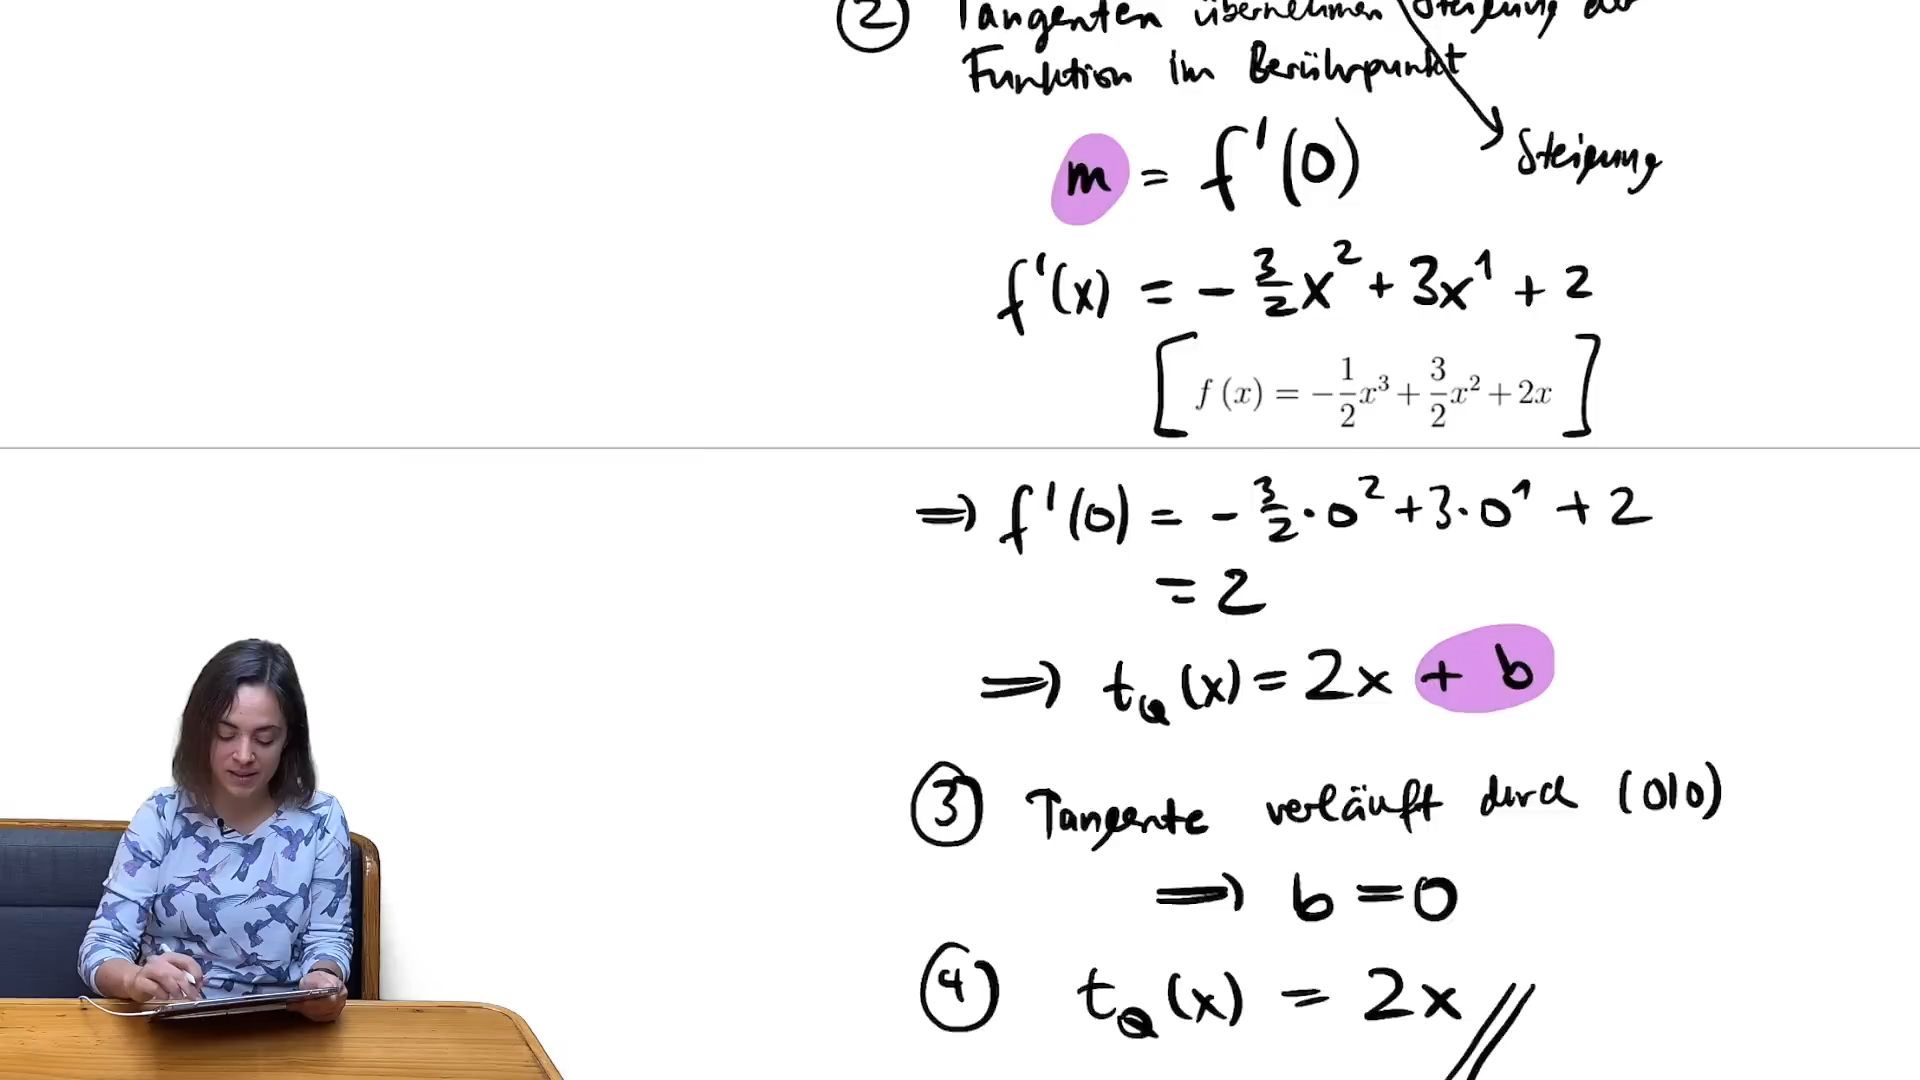 ② Tangenten übernehmen Steigung der
Funktion im Berührpunkt
m = f'(0)
Steigung
f'(x) = - 3/2 x² + 3x¹ + 2
[ f (x) = −1/2 x³ + 3/2 x² + 2x ]
⇒ f'(0) = - 3/2 · 0² + 3 · 0¹ + 2
= 2
⇒ t_Q (x) = 2x + b
③ Tangente verläuft durch (0|0)
⇒ b = 0
④ t_Q (x) = 2x //